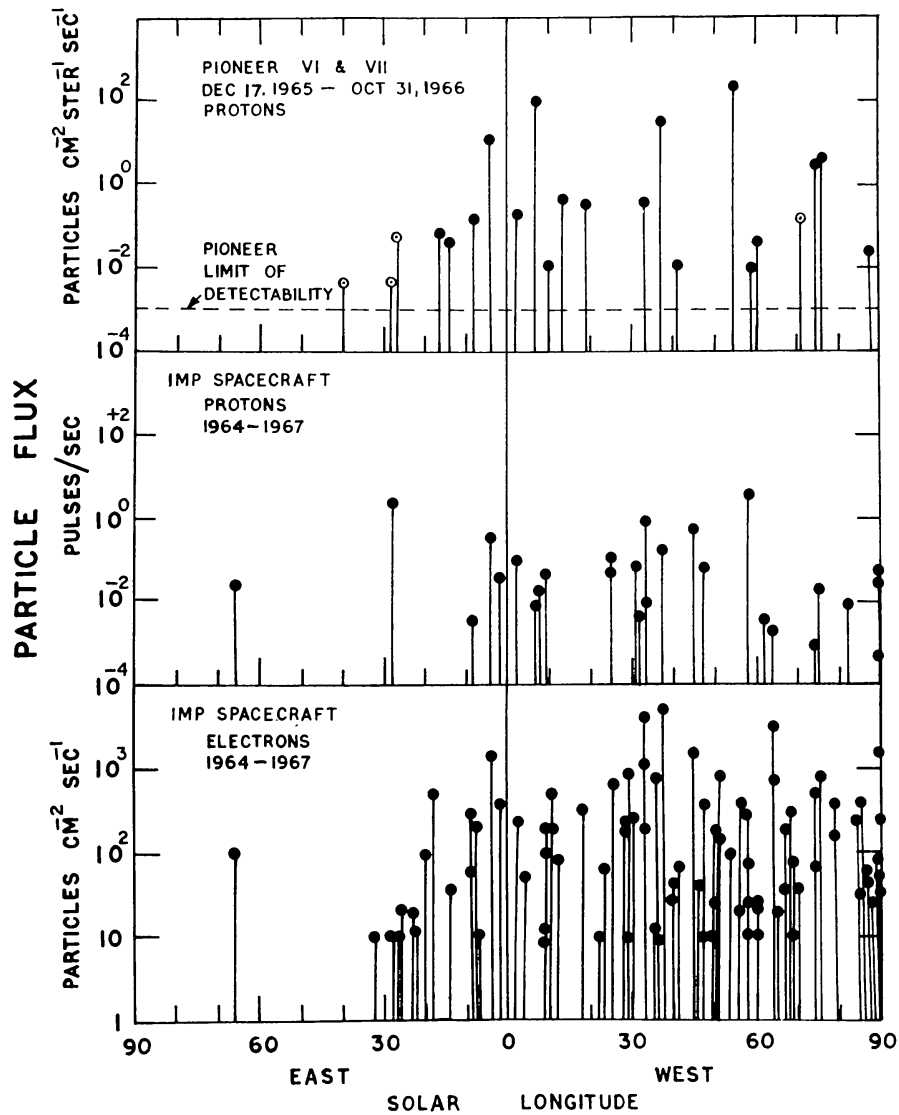 PIONEER VI & VII
DEC 17. 1965 — OCT 31, 1966
PROTONS
PIONEER
LIMIT OF
DETECTABILITY
PARTICLES CM⁻² STER⁻¹ SEC⁻¹
10²
10⁰
10⁻²
10⁻⁴
IMP SPACECRAFT
PROTONS
1964–1967
PARTICLE FLUX
PULSES/SEC
10⁺²
10⁰
10⁻²
10⁻⁴
IMP SPACECRAFT
ELECTRONS
1964–1967
PARTICLES CM⁻² SEC⁻¹
10³
10²
10
1
90 60 30 0 30 60 90
EAST WEST
SOLAR LONGITUDE